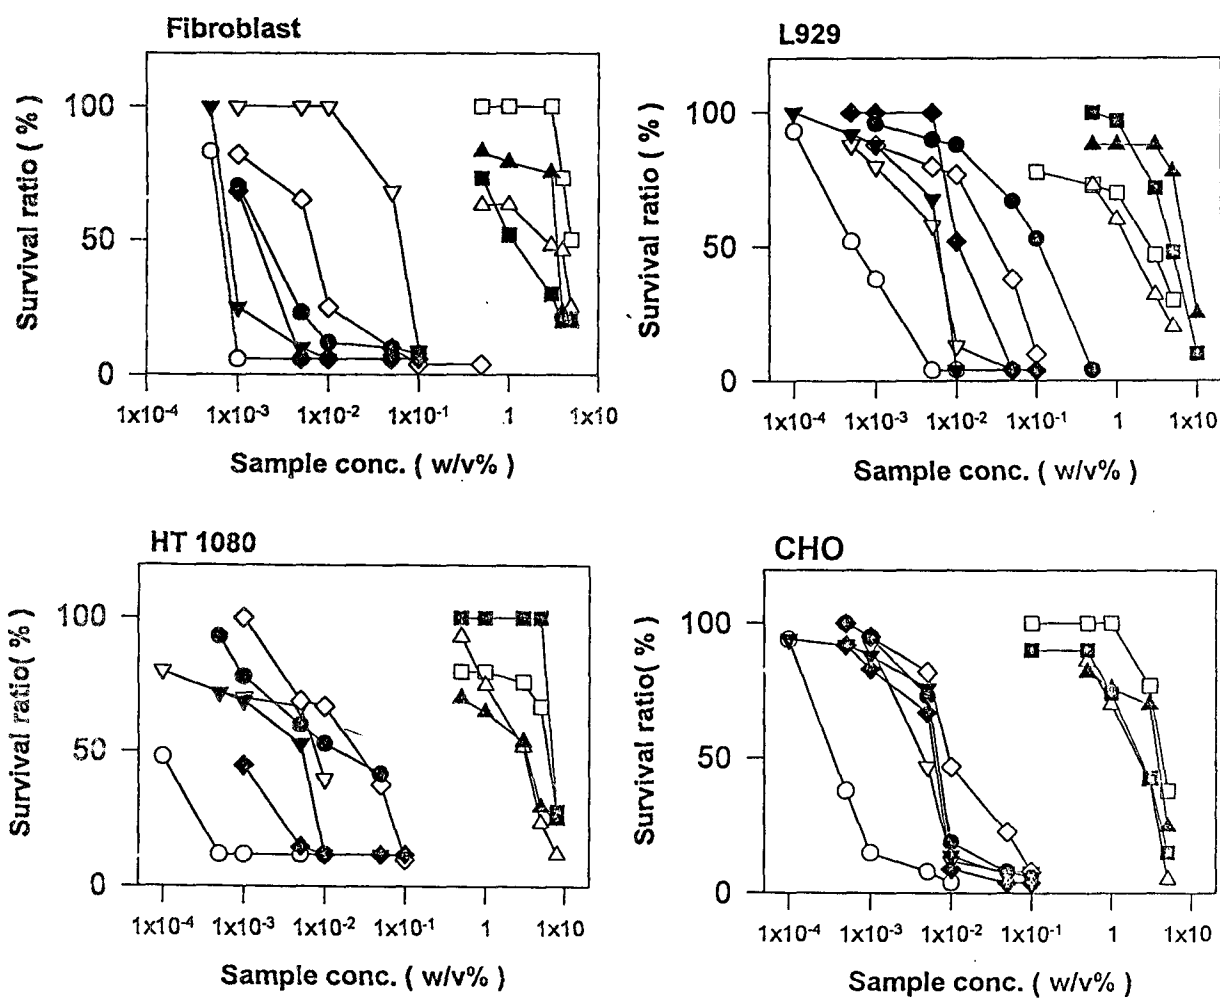 Fibroblast
Survival ratio ( % )
100
50
0
1x10⁻⁴ 1x10⁻³ 1x10⁻² 1x10⁻¹ 1 1x10
Sample conc. ( w/v% )
L929
Survival ratio ( % )
100
50
0
1x10⁻⁴ 1x10⁻³ 1x10⁻² 1x10⁻¹ 1 1x10
Sample conc. ( w/v% )
HT 1080
Survival ratio( % )
100
50
0
1x10⁻⁴ 1x10⁻³ 1x10⁻² 1x10⁻¹ 1 1x10
Sample conc. ( w/v% )
CHO
Survival ratio( % )
100
50
0
1x10⁻⁴ 1x10⁻³ 1x10⁻² 1x10⁻¹ 1 1x10
Sample conc. ( w/v% )